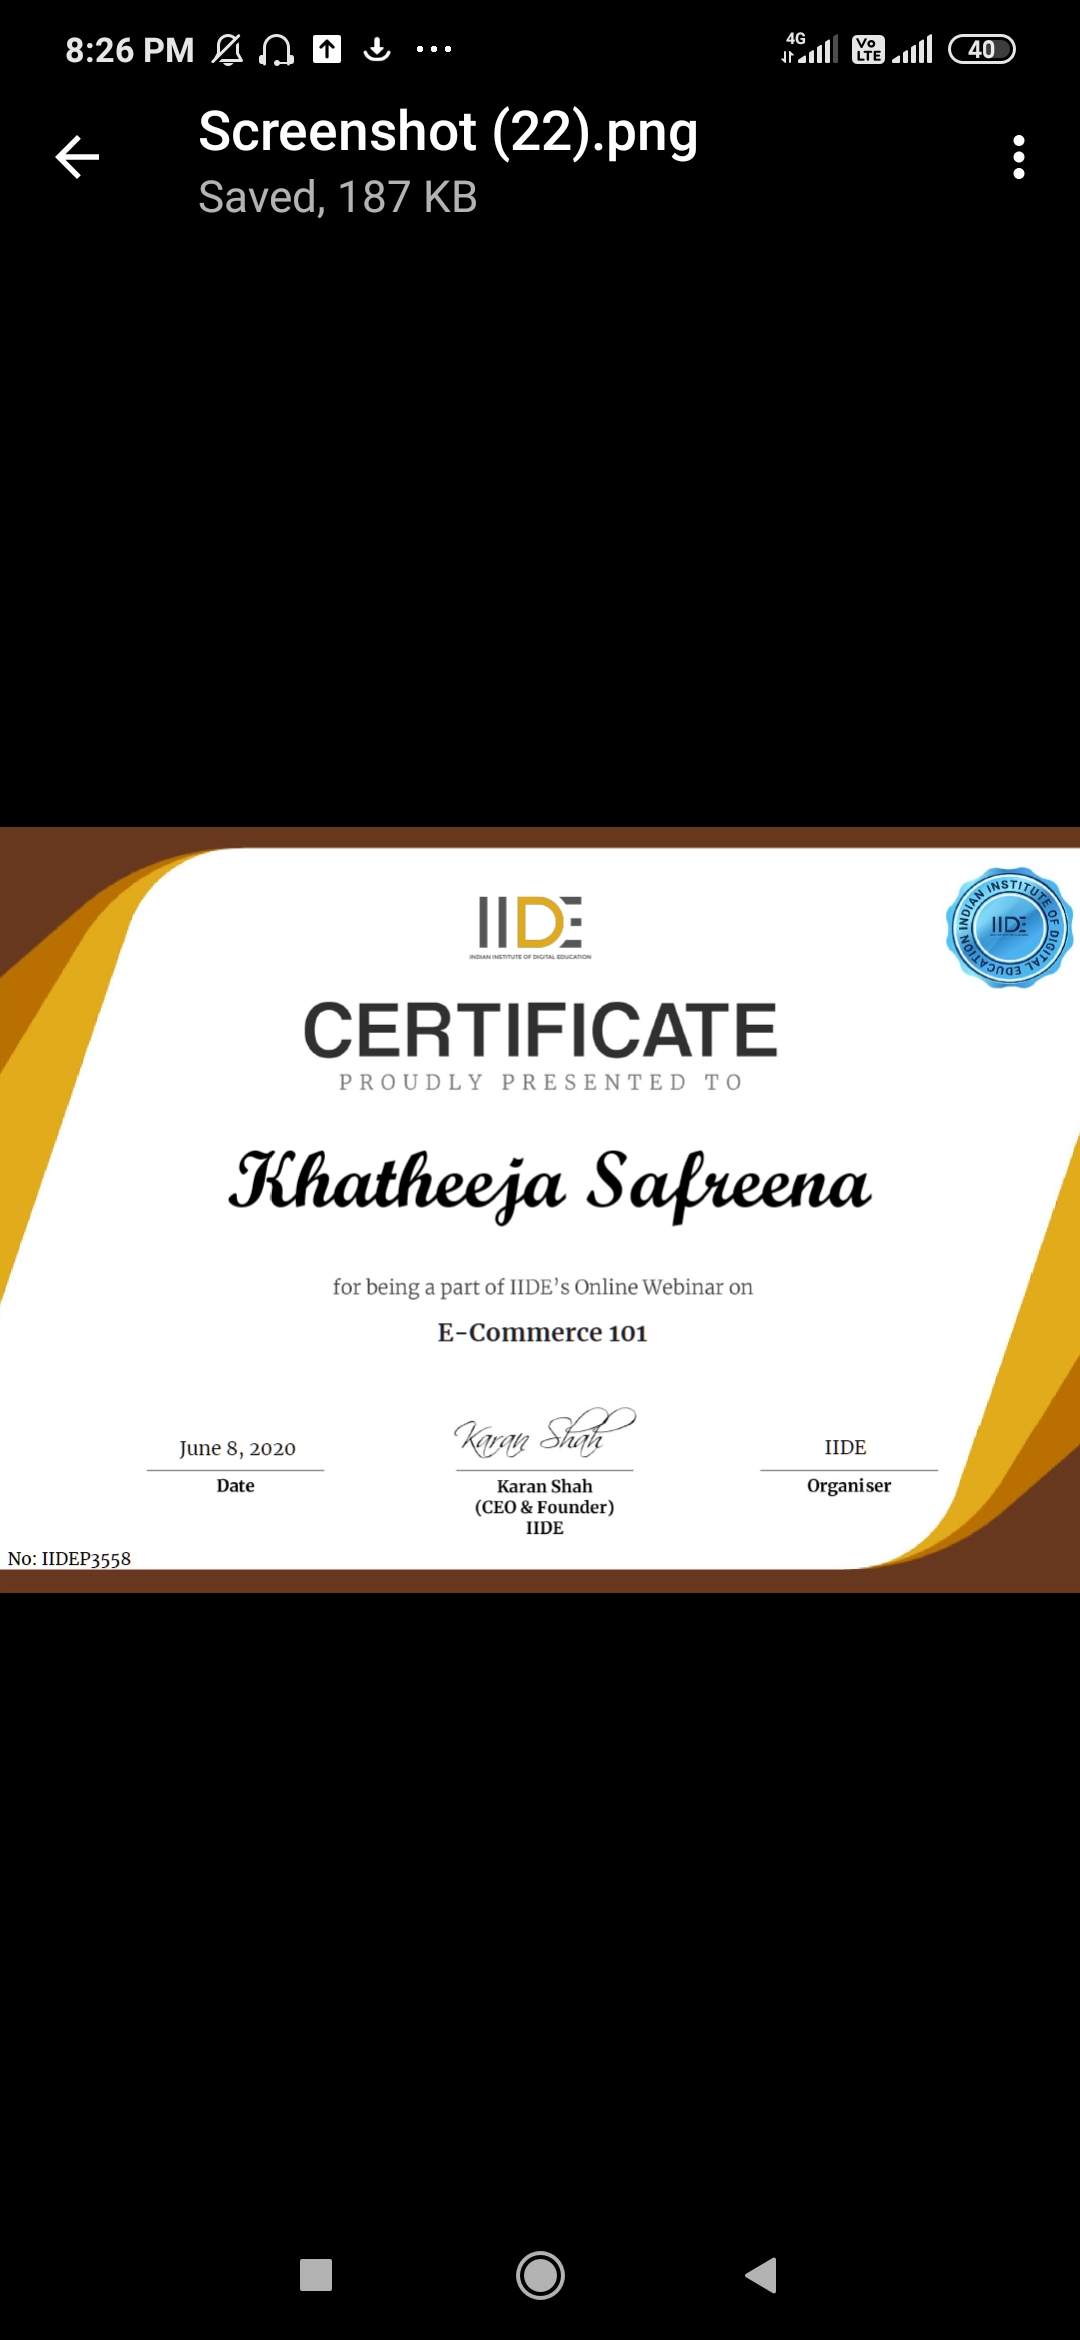 8:26 PM
4G
Vo LTE
40
Screenshot (22).png
Saved, 187 KB
IIDE
INDIAN INSTITUTE OF DIGITAL EDUCATION
INDIAN INSTITUTE OF DIGITAL EDUCATION
IIDE
CERTIFICATE
PROUDLY PRESENTED TO
Khatheeja Safreena
for being a part of IIDE’s Online Webinar on
E-Commerce 101
Karan Shah
June 8, 2020
IIDE
Date
Karan Shah
Organiser
(CEO & Founder)
IIDE
No: IIDEP3558